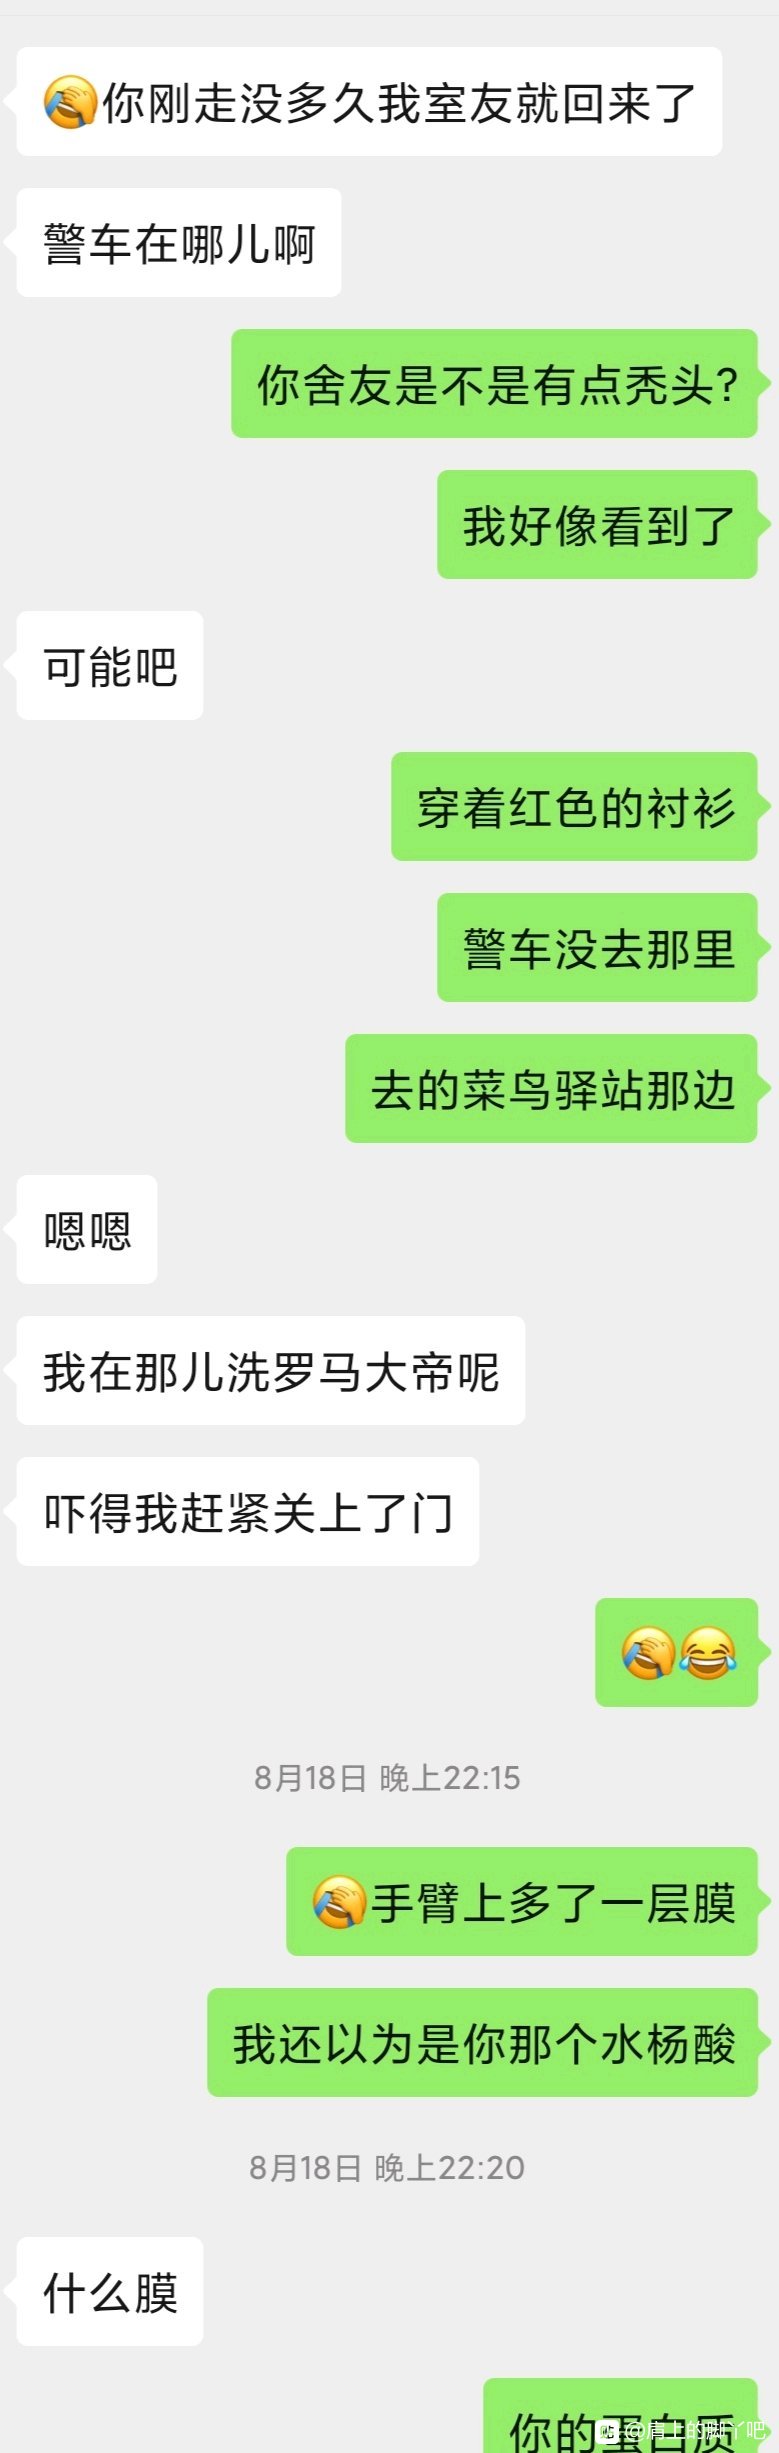 🤦你刚走没多久我室友就回来了
警车在哪儿啊
你舍友是不是有点秃头?
我好像看到了
可能吧
穿着红色的衬衫
警车没去那里
去的菜鸟驿站那边
嗯嗯
我在那儿洗罗马大帝呢
吓得我赶紧关上了门
🤦😂
8月18日 晚上22:15
🤦手臂上多了一层膜
我还以为是你那个水杨酸
8月18日 晚上22:20
什么膜
你的蛋白质
@肩上的脚丫吧